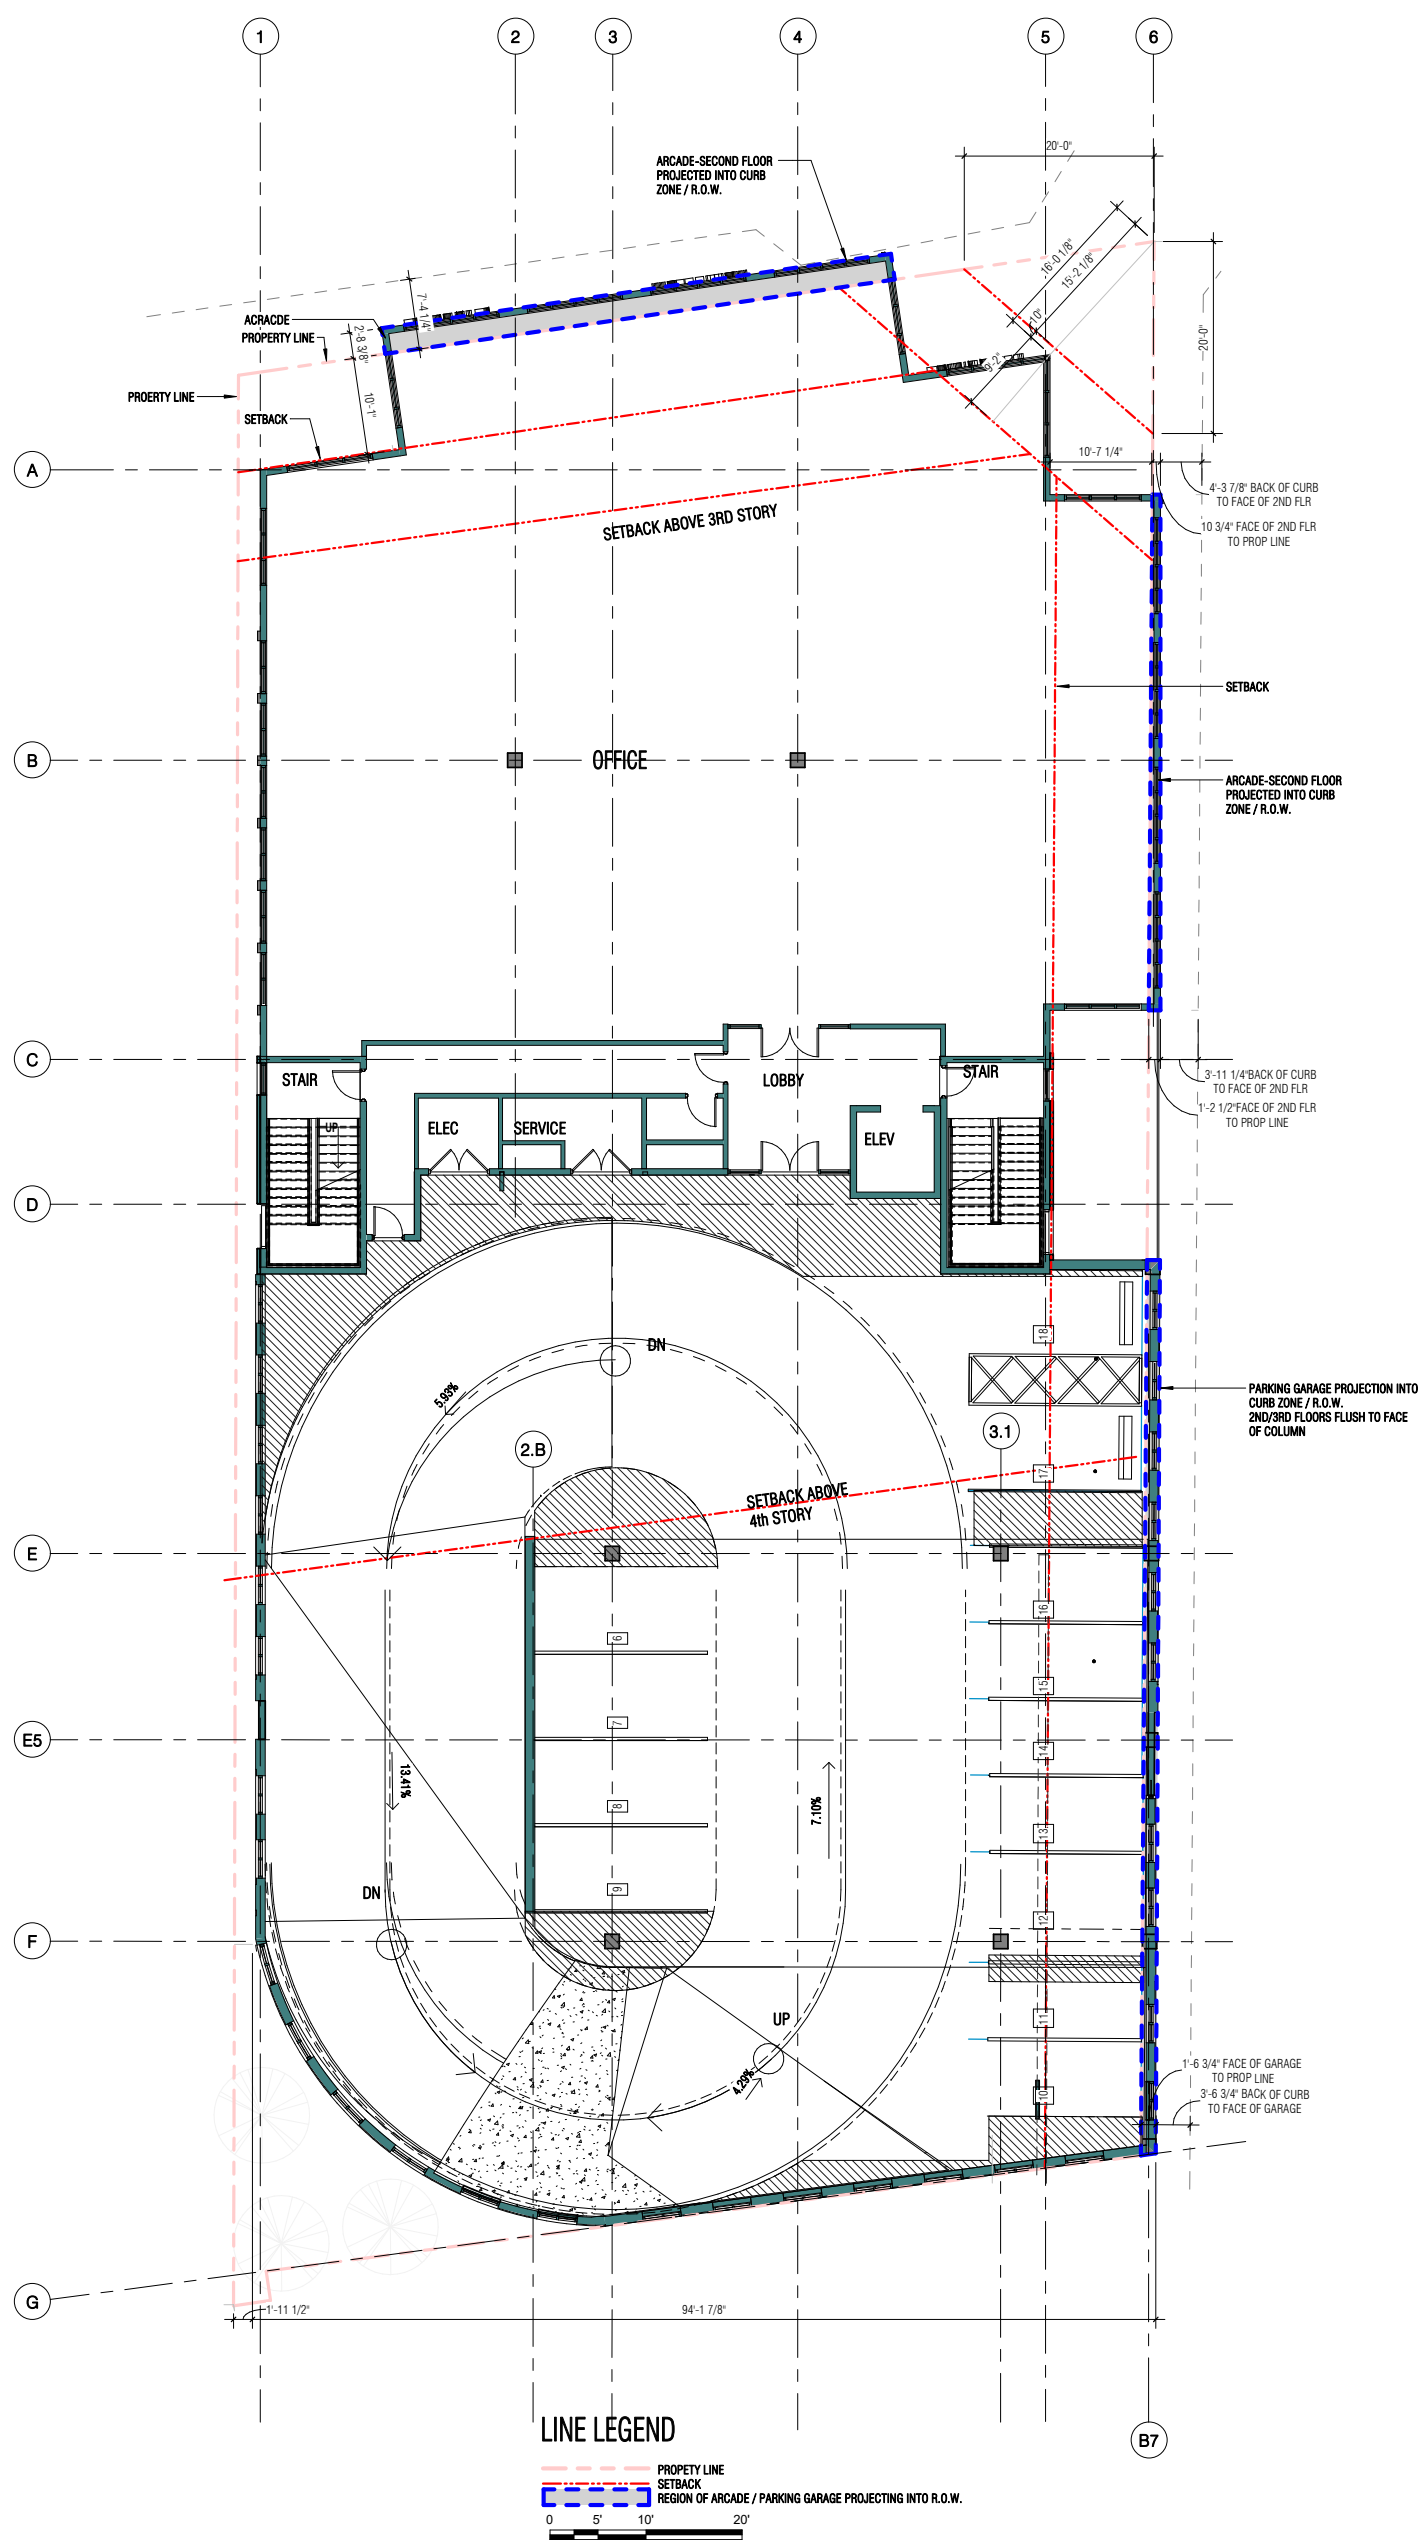 1
2
3
4
5
6
20'-0"
ARCADE-SECOND FLOOR
PROJECTED INTO CURB
ZONE / R.O.W.
16'-0 1/8"
15'-2 1/8"
10"
9'-2"
20'-0"
7'-4 1/4"
2'-8 3/8"
10'-1"
ACRACDE
PROPERTY LINE
PROERTY LINE
SETBACK
A
10'-7 1/4"
4'-3 7/8" BACK OF CURB
TO FACE OF 2ND FLR
10 3/4" FACE OF 2ND FLR
TO PROP LINE
SETBACK ABOVE 3RD STORY
SETBACK
B
OFFICE
ARCADE-SECOND FLOOR
PROJECTED INTO CURB
ZONE / R.O.W.
C
STAIR
LOBBY
STAIR
3'-11 1/4"BACK OF CURB
TO FACE OF 2ND FLR
1'-2 1/2"FACE OF 2ND FLR
TO PROP LINE
UP
ELEC
SERVICE
ELEV
D
18
DN
5.93%
PARKING GARAGE PROJECTION INTO
CURB ZONE / R.O.W.
2ND/3RD FLOORS FLUSH TO FACE
OF COLUMN
2.B
3.1
17
SETBACK ABOVE
4th STORY
E
16
6
15
7
E5
14
13.41%
7.10%
8
13
DN
9
12
F
UP
11
4.29%
10
1'-6 3/4" FACE OF GARAGE
TO PROP LINE
3'-6 3/4" BACK OF CURB
TO FACE OF GARAGE
G
1'-11 1/2"
94'-1 7/8"
B7
LINE LEGEND
PROPETY LINE
SETBACK
REGION OF ARCADE / PARKING GARAGE PROJECTING INTO R.O.W.
0 5' 10' 20'